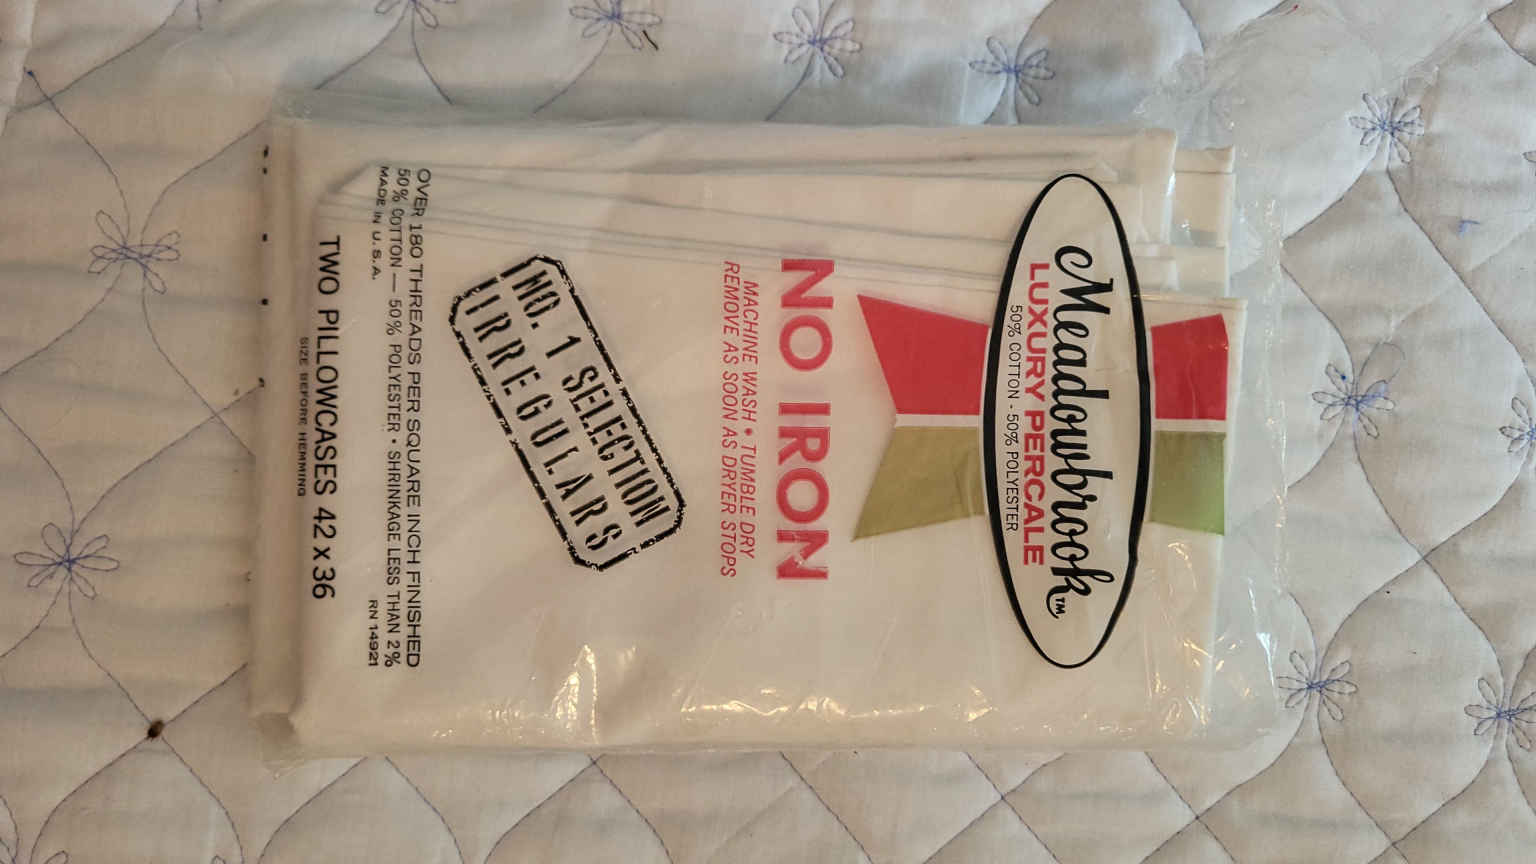 Meadowbrook™
LUXURY PERCALE
50% COTTON - 50% POLYESTER
NO IRON
MACHINE WASH • TUMBLE DRY
REMOVE AS SOON AS DRYER STOPS
NO. 1 SELECTION
IRREGULARS
OVER 180 THREADS PER SQUARE INCH FINISHED
50% COTTON — 50% POLYESTER • SHRINKAGE LESS THAN 2%
MADE IN U.S.A. RN 14921
TWO PILLOWCASES 42 x 36
SIZE BEFORE HEMMING